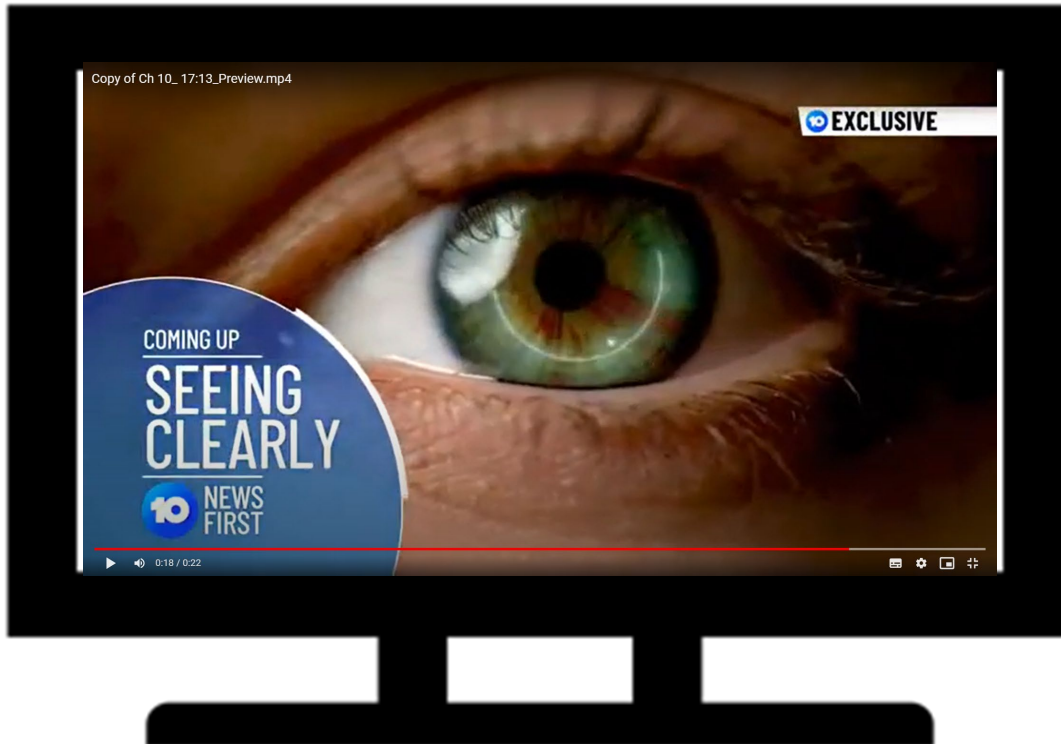 Copy of Ch 10_ 17:13_Preview.mp4
10 EXCLUSIVE
COMING UP
SEEING
CLEARLY
10 NEWS
FIRST
0:18 / 0:22